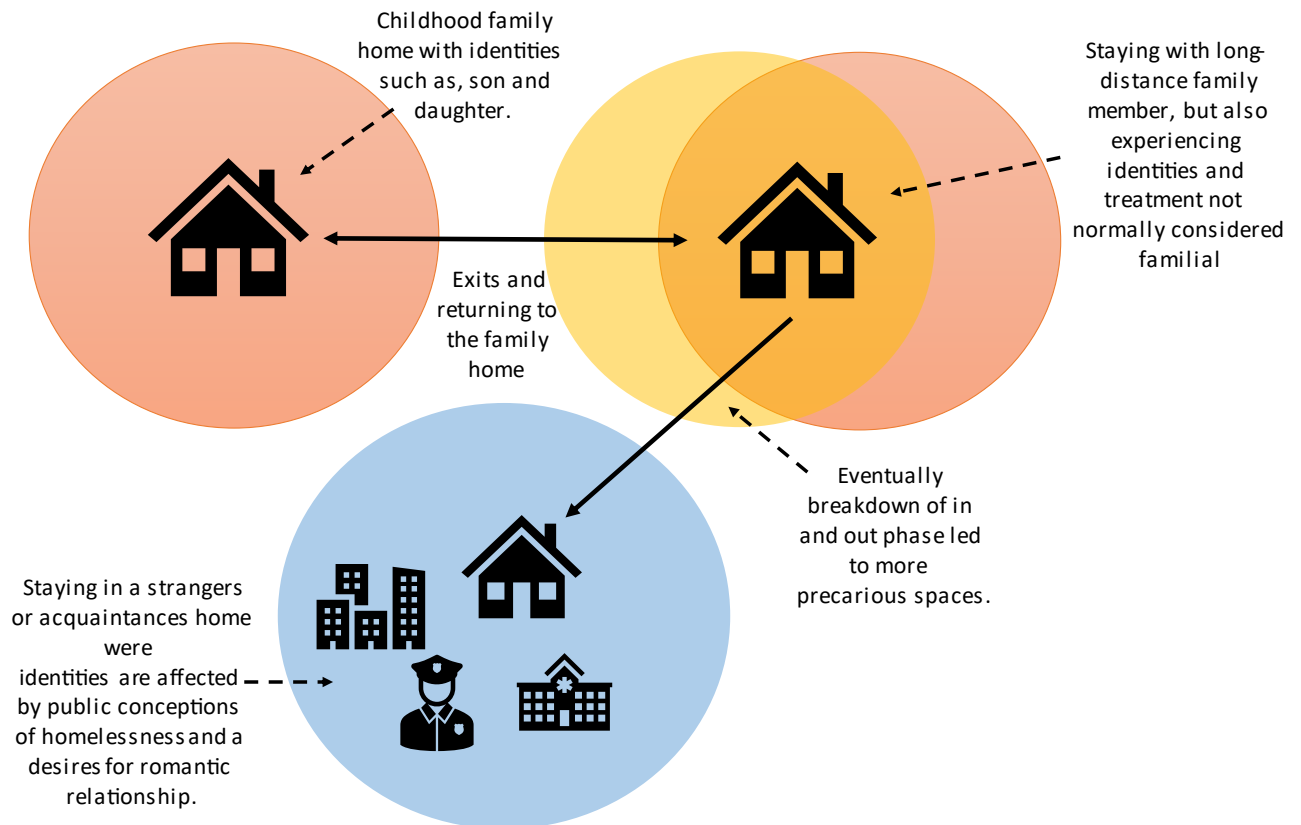 Childhood family
home with identities
such as, son and
daughter.
Staying with long-
distance family
member, but also
experiencing
identities and
treatment not
normally considered
familial
Exits and
returning to
the family
home
Eventually
breakdown of in
and out phase led
to more
precarious spaces.
Staying in a strangers
or acquaintances home
were
identities are affected
by public conceptions
of homelessness and a
desires for romantic
relationship.